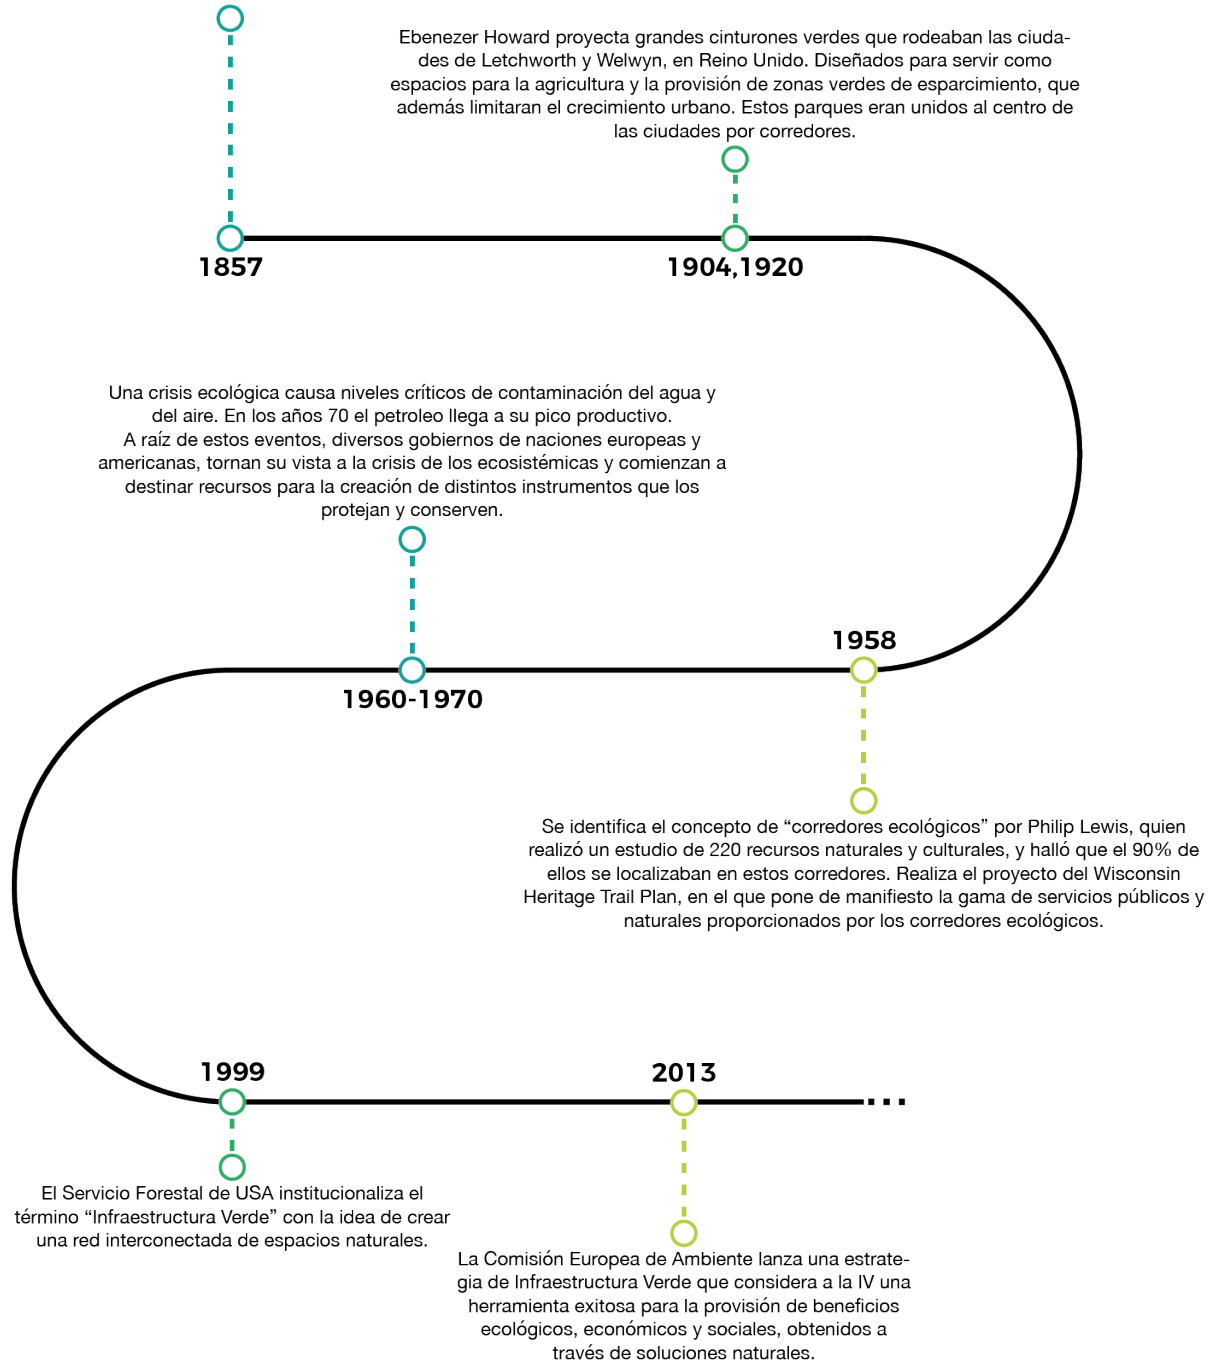 Ebenezer Howard proyecta grandes cinturones verdes que rodeaban las ciuda-
des de Letchworth y Welwyn, en Reino Unido. Diseñados para servir como
espacios para la agricultura y la provisión de zonas verdes de esparcimiento, que
además limitaran el crecimiento urbano. Estos parques eran unidos al centro de
las ciudades por corredores.
1857
1904,1920
Una crisis ecológica causa niveles críticos de contaminación del agua y
del aire. En los años 70 el petroleo llega a su pico productivo.
A raíz de estos eventos, diversos gobiernos de naciones europeas y
americanas, tornan su vista a la crisis de los ecosistémicas y comienzan a
destinar recursos para la creación de distintos instrumentos que los
protejan y conserven.
1958
1960-1970
Se identifica el concepto de “corredores ecológicos” por Philip Lewis, quien
realizó un estudio de 220 recursos naturales y culturales, y halló que el 90% de
ellos se localizaban en estos corredores. Realiza el proyecto del Wisconsin
Heritage Trail Plan, en el que pone de manifiesto la gama de servicios públicos y
naturales proporcionados por los corredores ecológicos.
1999
2013
El Servicio Forestal de USA institucionaliza el
término “Infraestructura Verde” con la idea de crear
una red interconectada de espacios naturales.
La Comisión Europea de Ambiente lanza una estrate-
gia de Infraestructura Verde que considera a la IV una
herramienta exitosa para la provisión de beneficios
ecológicos, económicos y sociales, obtenidos a
través de soluciones naturales.